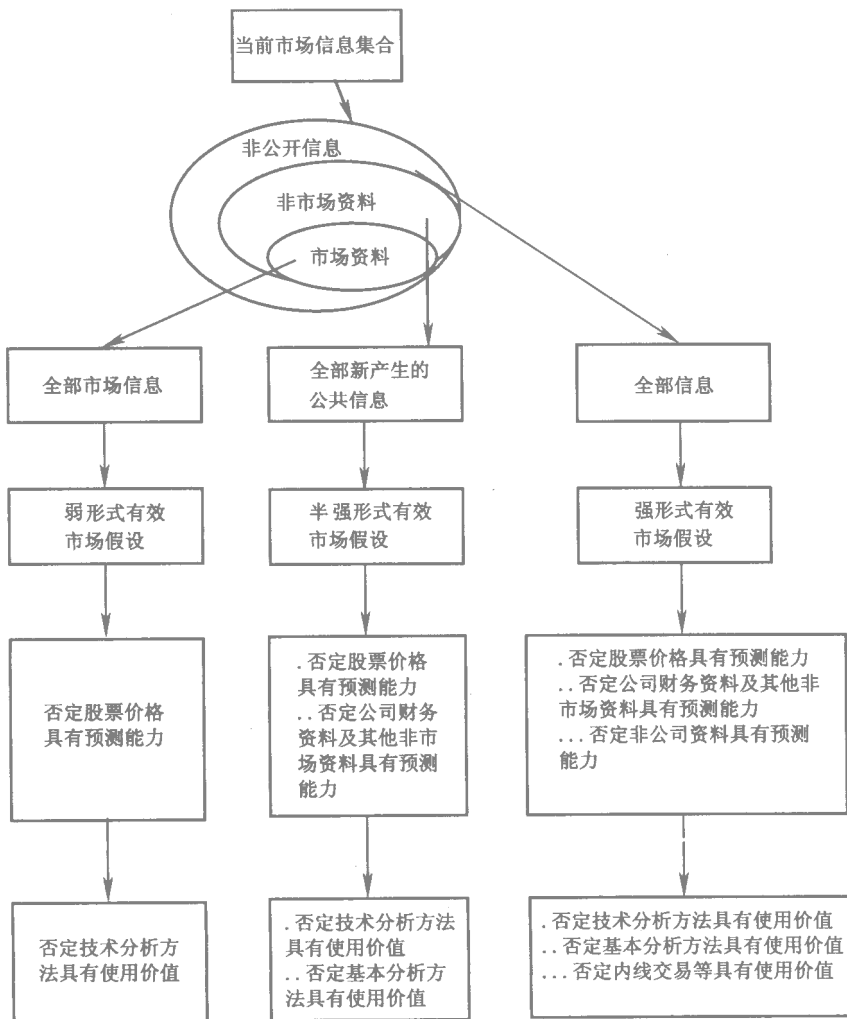 当前市场信息集合
非公开信息
非市场资料
市场资料
全部市场信息
全部新产生的
公共信息
全部信息
弱形式有效
市场假设
半强形式有效
市场假设
强形式有效
市场假设
否定股票价格
具有预测能力
.否定股票价格
具有预测能力
..否定公司财务
资料及其他非市
场资料具有预测
能力
.否定股票价格具有预测能力
..否定公司财务资料及其他非
市场资料具有预测能力
...否定非公司资料具有预测
能力
否定技术分析方
法具有使用价值
.否定技术分析方法
具有使用价值
..否定基本分析方
法具有使用价值
.否定技术分析方法具有使用价值
..否定基本分析方法具有使用价值
...否定内线交易等具有使用价值